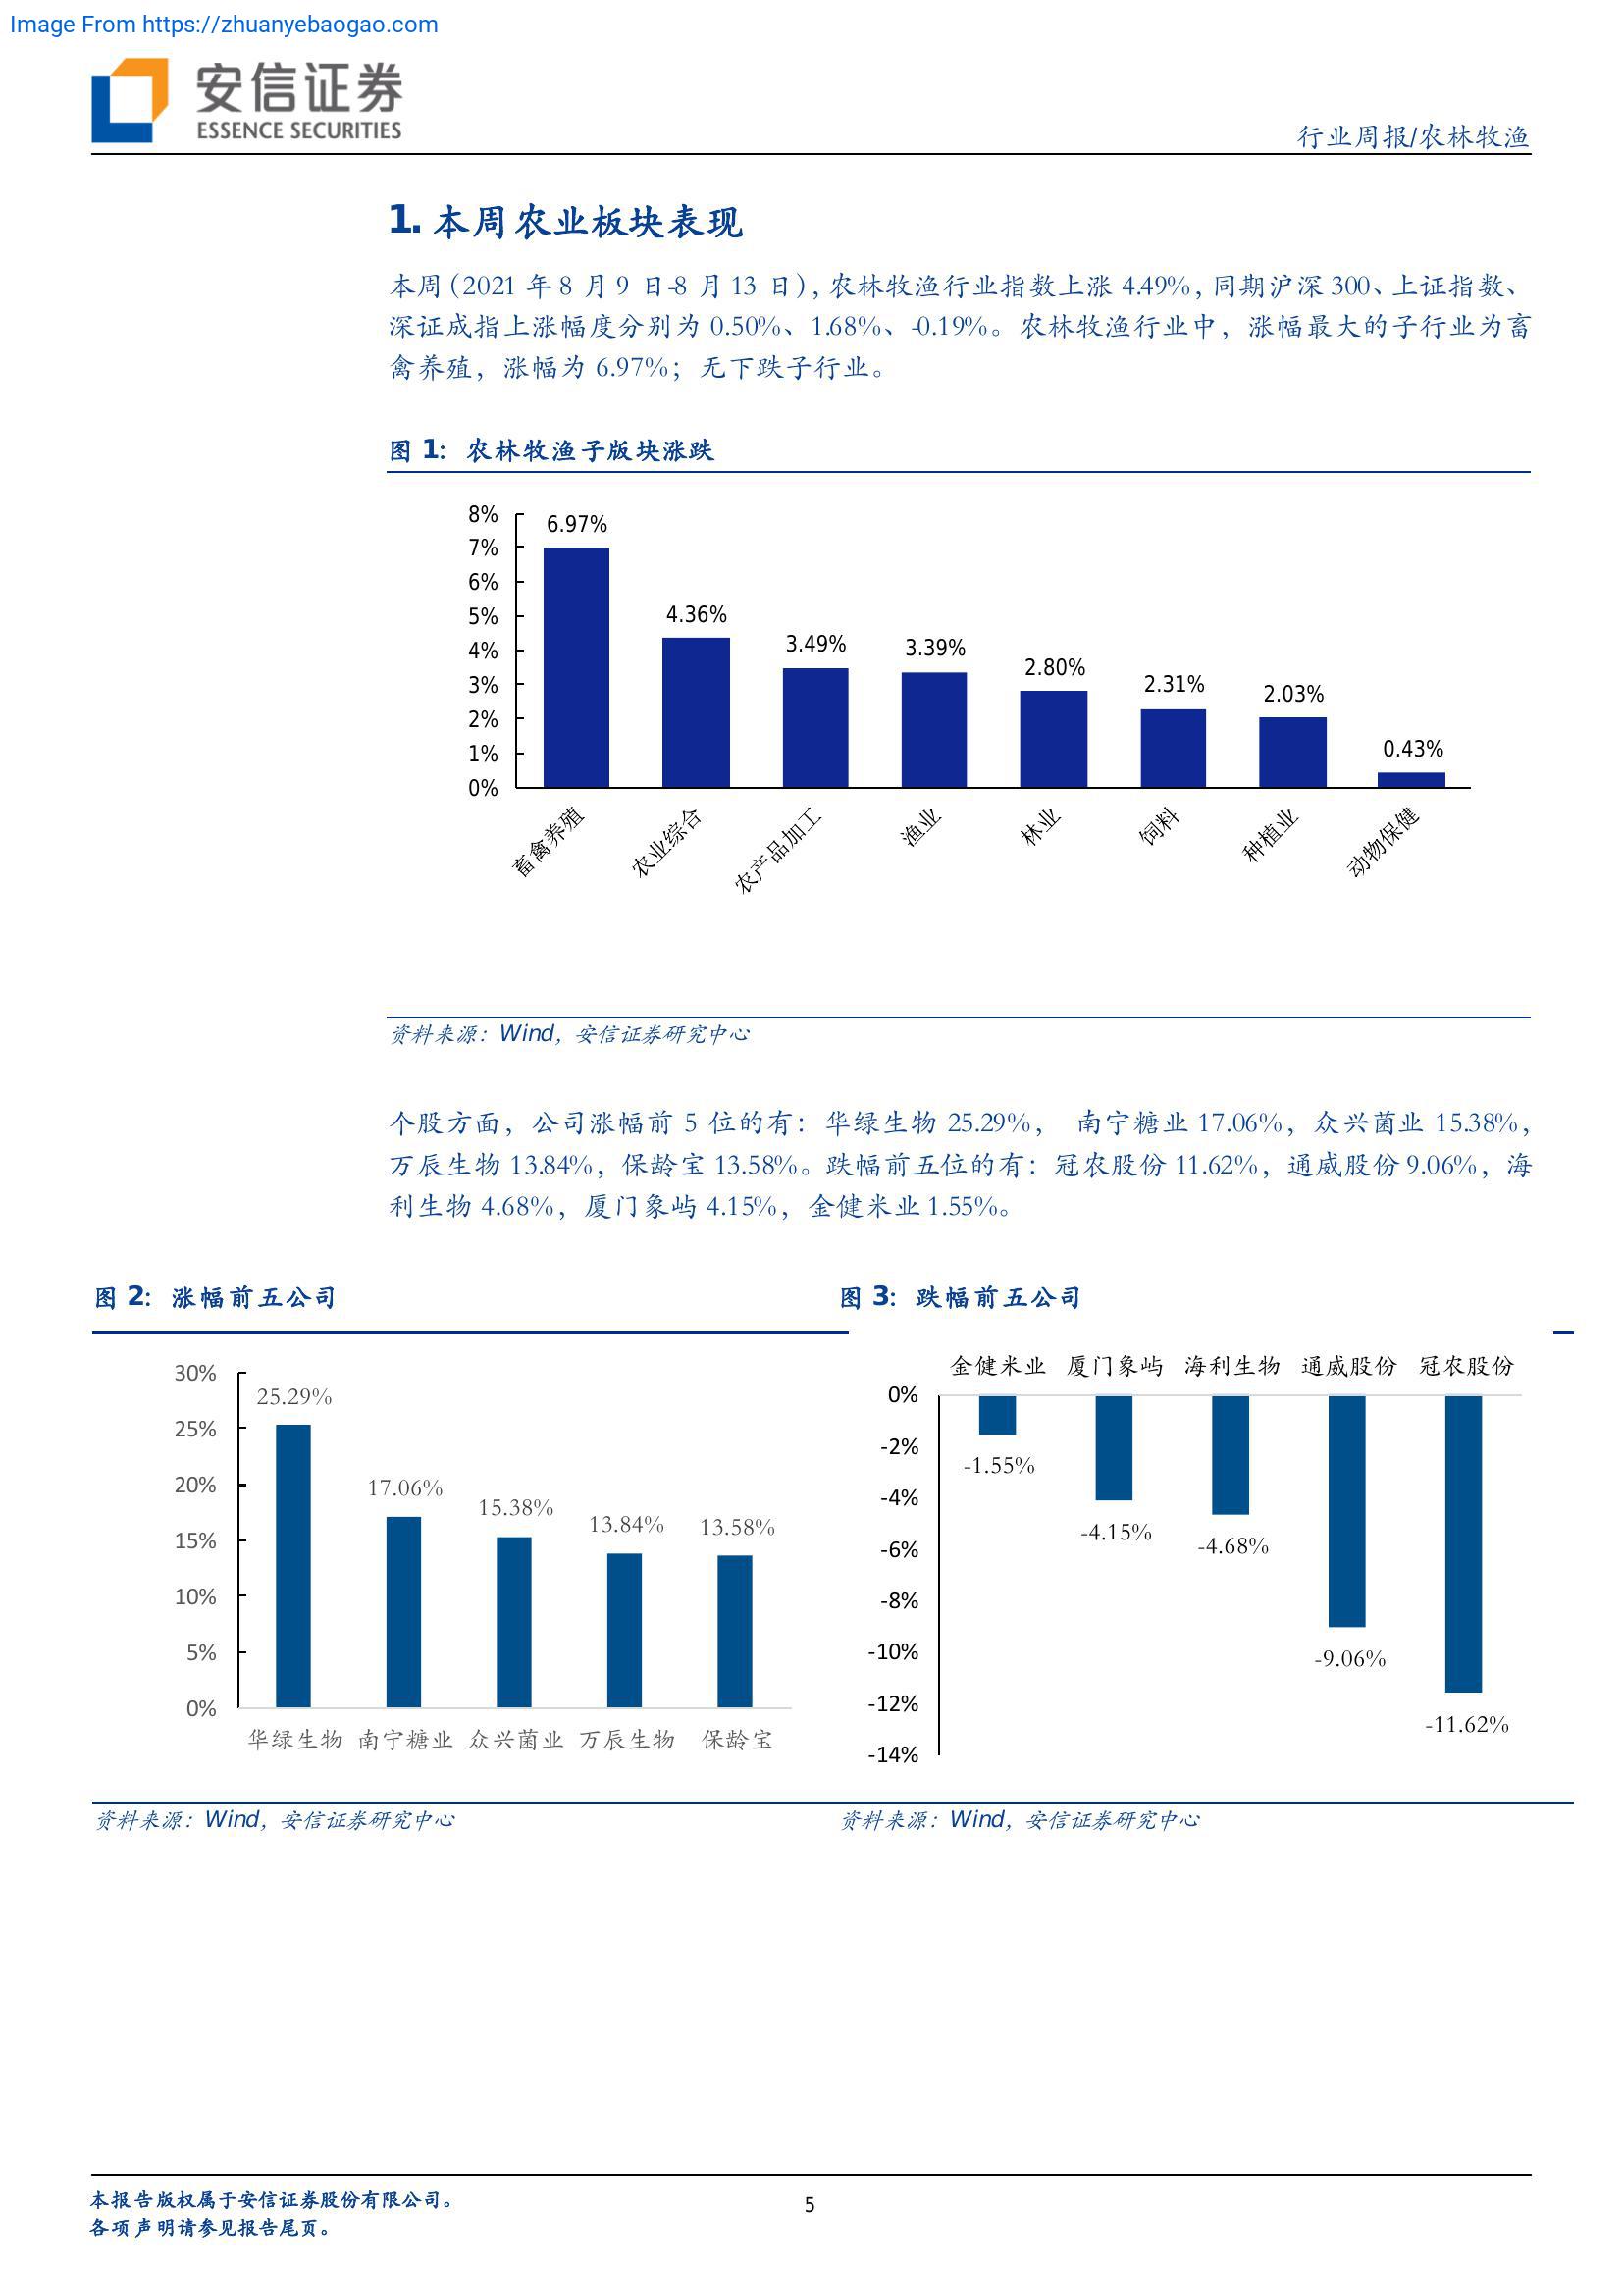 Image From https://zhuanyebaogao.com
安信证券
ESSENCE SECURITIES
行业周报/农林牧渔
1. 本周农业板块表现
本周（2021 年 8 月 9 日-8 月 13 日），农林牧渔行业指数上涨 4.49%，同期沪深 300、上证指数、
深证成指上涨幅度分别为 0.50%、1.68%、-0.19%。农林牧渔行业中，涨幅最大的子行业为畜
禽养殖，涨幅为 6.97%；无下跌子行业。
图 1：农林牧渔子版块涨跌
8%
7%
6%
5%
4%
3%
2%
1%
0%
6.97%
4.36%
3.49%
3.39%
2.80%
2.31%
2.03%
0.43%
畜禽养殖
农业综合
农产品加工
渔业
林业
饲料
种植业
动物保健
资料来源：Wind，安信证券研究中心
个股方面，公司涨幅前 5 位的有：华绿生物 25.29%， 南宁糖业 17.06%，众兴菌业 15.38%，
万辰生物 13.84%，保龄宝 13.58%。跌幅前五位的有：冠农股份 11.62%，通威股份 9.06%，海
利生物 4.68%，厦门象屿 4.15%，金健米业 1.55%。
图 2：涨幅前五公司
30%
25%
20%
15%
10%
5%
0%
25.29%
17.06%
15.38%
13.84%
13.58%
华绿生物 南宁糖业 众兴菌业 万辰生物 保龄宝
资料来源：Wind，安信证券研究中心
图 3：跌幅前五公司
金健米业 厦门象屿 海利生物 通威股份 冠农股份
0%
-2%
-4%
-6%
-8%
-10%
-12%
-14%
-1.55%
-4.15%
-4.68%
-9.06%
-11.62%
资料来源：Wind，安信证券研究中心
本报告版权属于安信证券股份有限公司。
各项声明请参见报告尾页。
5